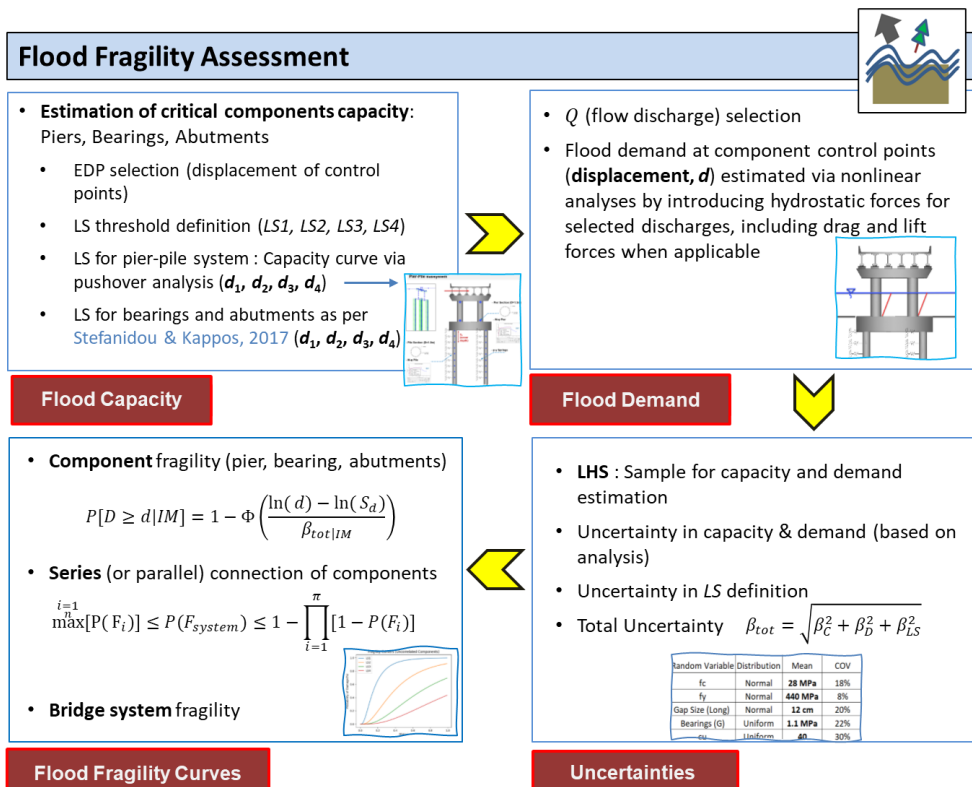 Flood Fragility Assessment
• Estimation of critical components capacity:
Piers, Bearings, Abutments
• EDP selection (displacement of control
points)
• LS threshold definition (LS1, LS2, LS3, LS4)
• LS for pier-pile system : Capacity curve via
pushover analysis (d₁, d₂, d₃, d₄)
• LS for bearings and abutments as per
Stefanidou & Kappos, 2017 (d₁, d₂, d₃, d₄)
Flood Capacity
• Q (flow discharge) selection
• Flood demand at component control points
(displacement, d) estimated via nonlinear
analyses by introducing hydrostatic forces for
selected discharges, including drag and lift
forces when applicable
Flood Demand
• LHS : Sample for capacity and demand
estimation
• Uncertainty in capacity & demand (based on
analysis)
• Uncertainty in LS definition
• Total Uncertainty β_tot = √(β_C² + β_D² + β_LS²)
Random Variable Distribution Mean COV
fc Normal 28 MPa 18%
fy Normal 440 MPa 8%
Gap Size (Long) Normal 12 cm 20%
Bearings (G) Uniform 1.1 MPa 22%
cu Uniform 40 30%
Uncertainties
• Component fragility (pier, bearing, abutments)
P[D ≥ d|IM] = 1 − Φ((ln(d) − ln(S_d)) / β_tot|IM)
• Series (or parallel) connection of components
i=1
n
max[P(F_i)] ≤ P(F_system) ≤ 1 − ∏_{i=1}^{π} [1 − P(F_i)]
• Bridge system fragility
Flood Fragility Curves